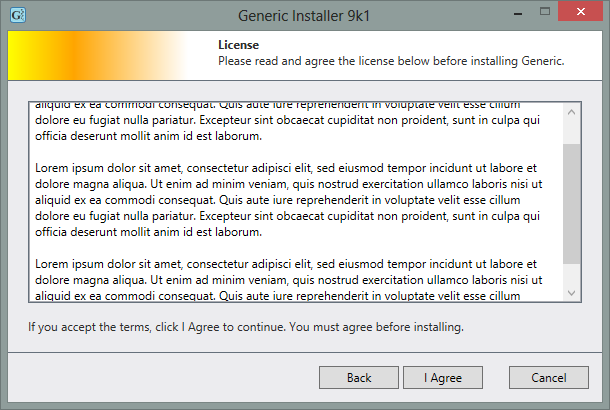 G
Generic Installer 9k1
License
Please read and agree the license below before installing Generic.
aliquid ex ea commodi consequat. Quis aute iure reprehenderit in voluptate velit esse cillum
dolore eu fugiat nulla pariatur. Excepteur sint obcaecat cupiditat non proident, sunt in culpa qui
officia deserunt mollit anim id est laborum.
Lorem ipsum dolor sit amet, consectetur adipisci elit, sed eiusmod tempor incidunt ut labore et
dolore magna aliqua. Ut enim ad minim veniam, quis nostrud exercitation ullamco laboris nisi ut
aliquid ex ea commodi consequat. Quis aute iure reprehenderit in voluptate velit esse cillum
dolore eu fugiat nulla pariatur. Excepteur sint obcaecat cupiditat non proident, sunt in culpa qui
officia deserunt mollit anim id est laborum.
Lorem ipsum dolor sit amet, consectetur adipisci elit, sed eiusmod tempor incidunt ut labore et
dolore magna aliqua. Ut enim ad minim veniam, quis nostrud exercitation ullamco laboris nisi ut
aliquid ex ea commodi consequat. Quis aute iure reprehenderit in voluptate velit esse cillum
If you accept the terms, click I Agree to continue. You must agree before installing.
Back
I Agree
Cancel